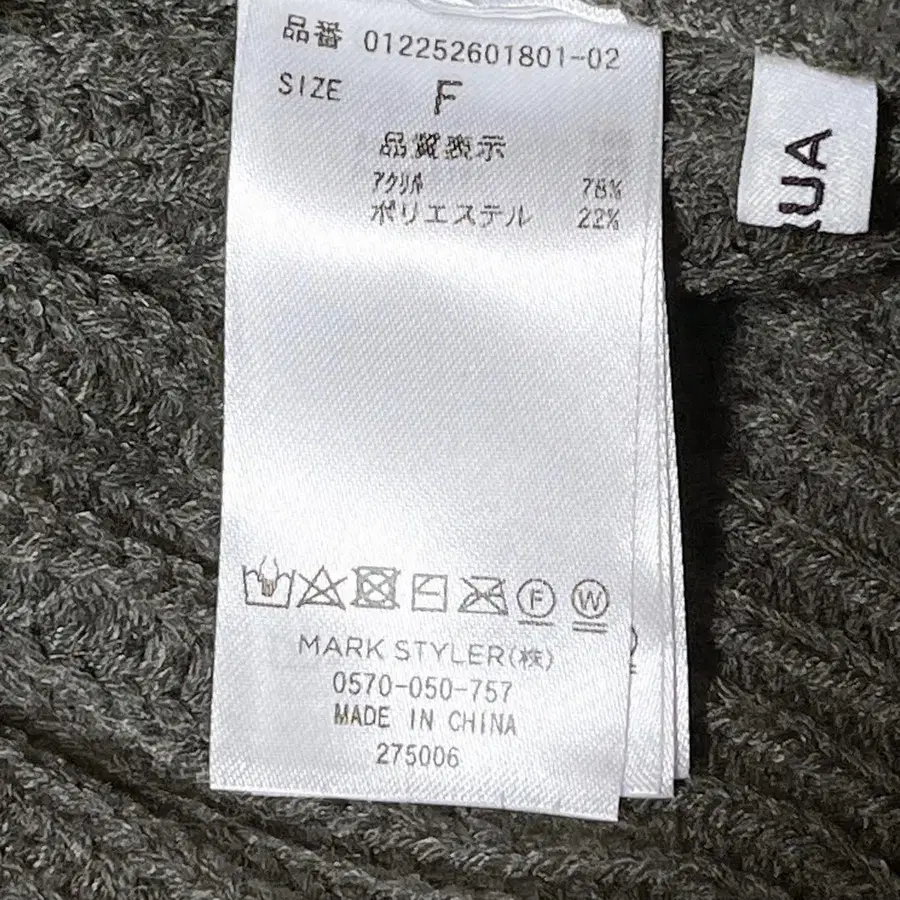 品番 012252601801-02
SIZE F
品質表示
アクリル 78%
ポリエステル 22%
F W
MARK STYLER(株)
0570-050-757
MADE IN CHINA
275006
RUA